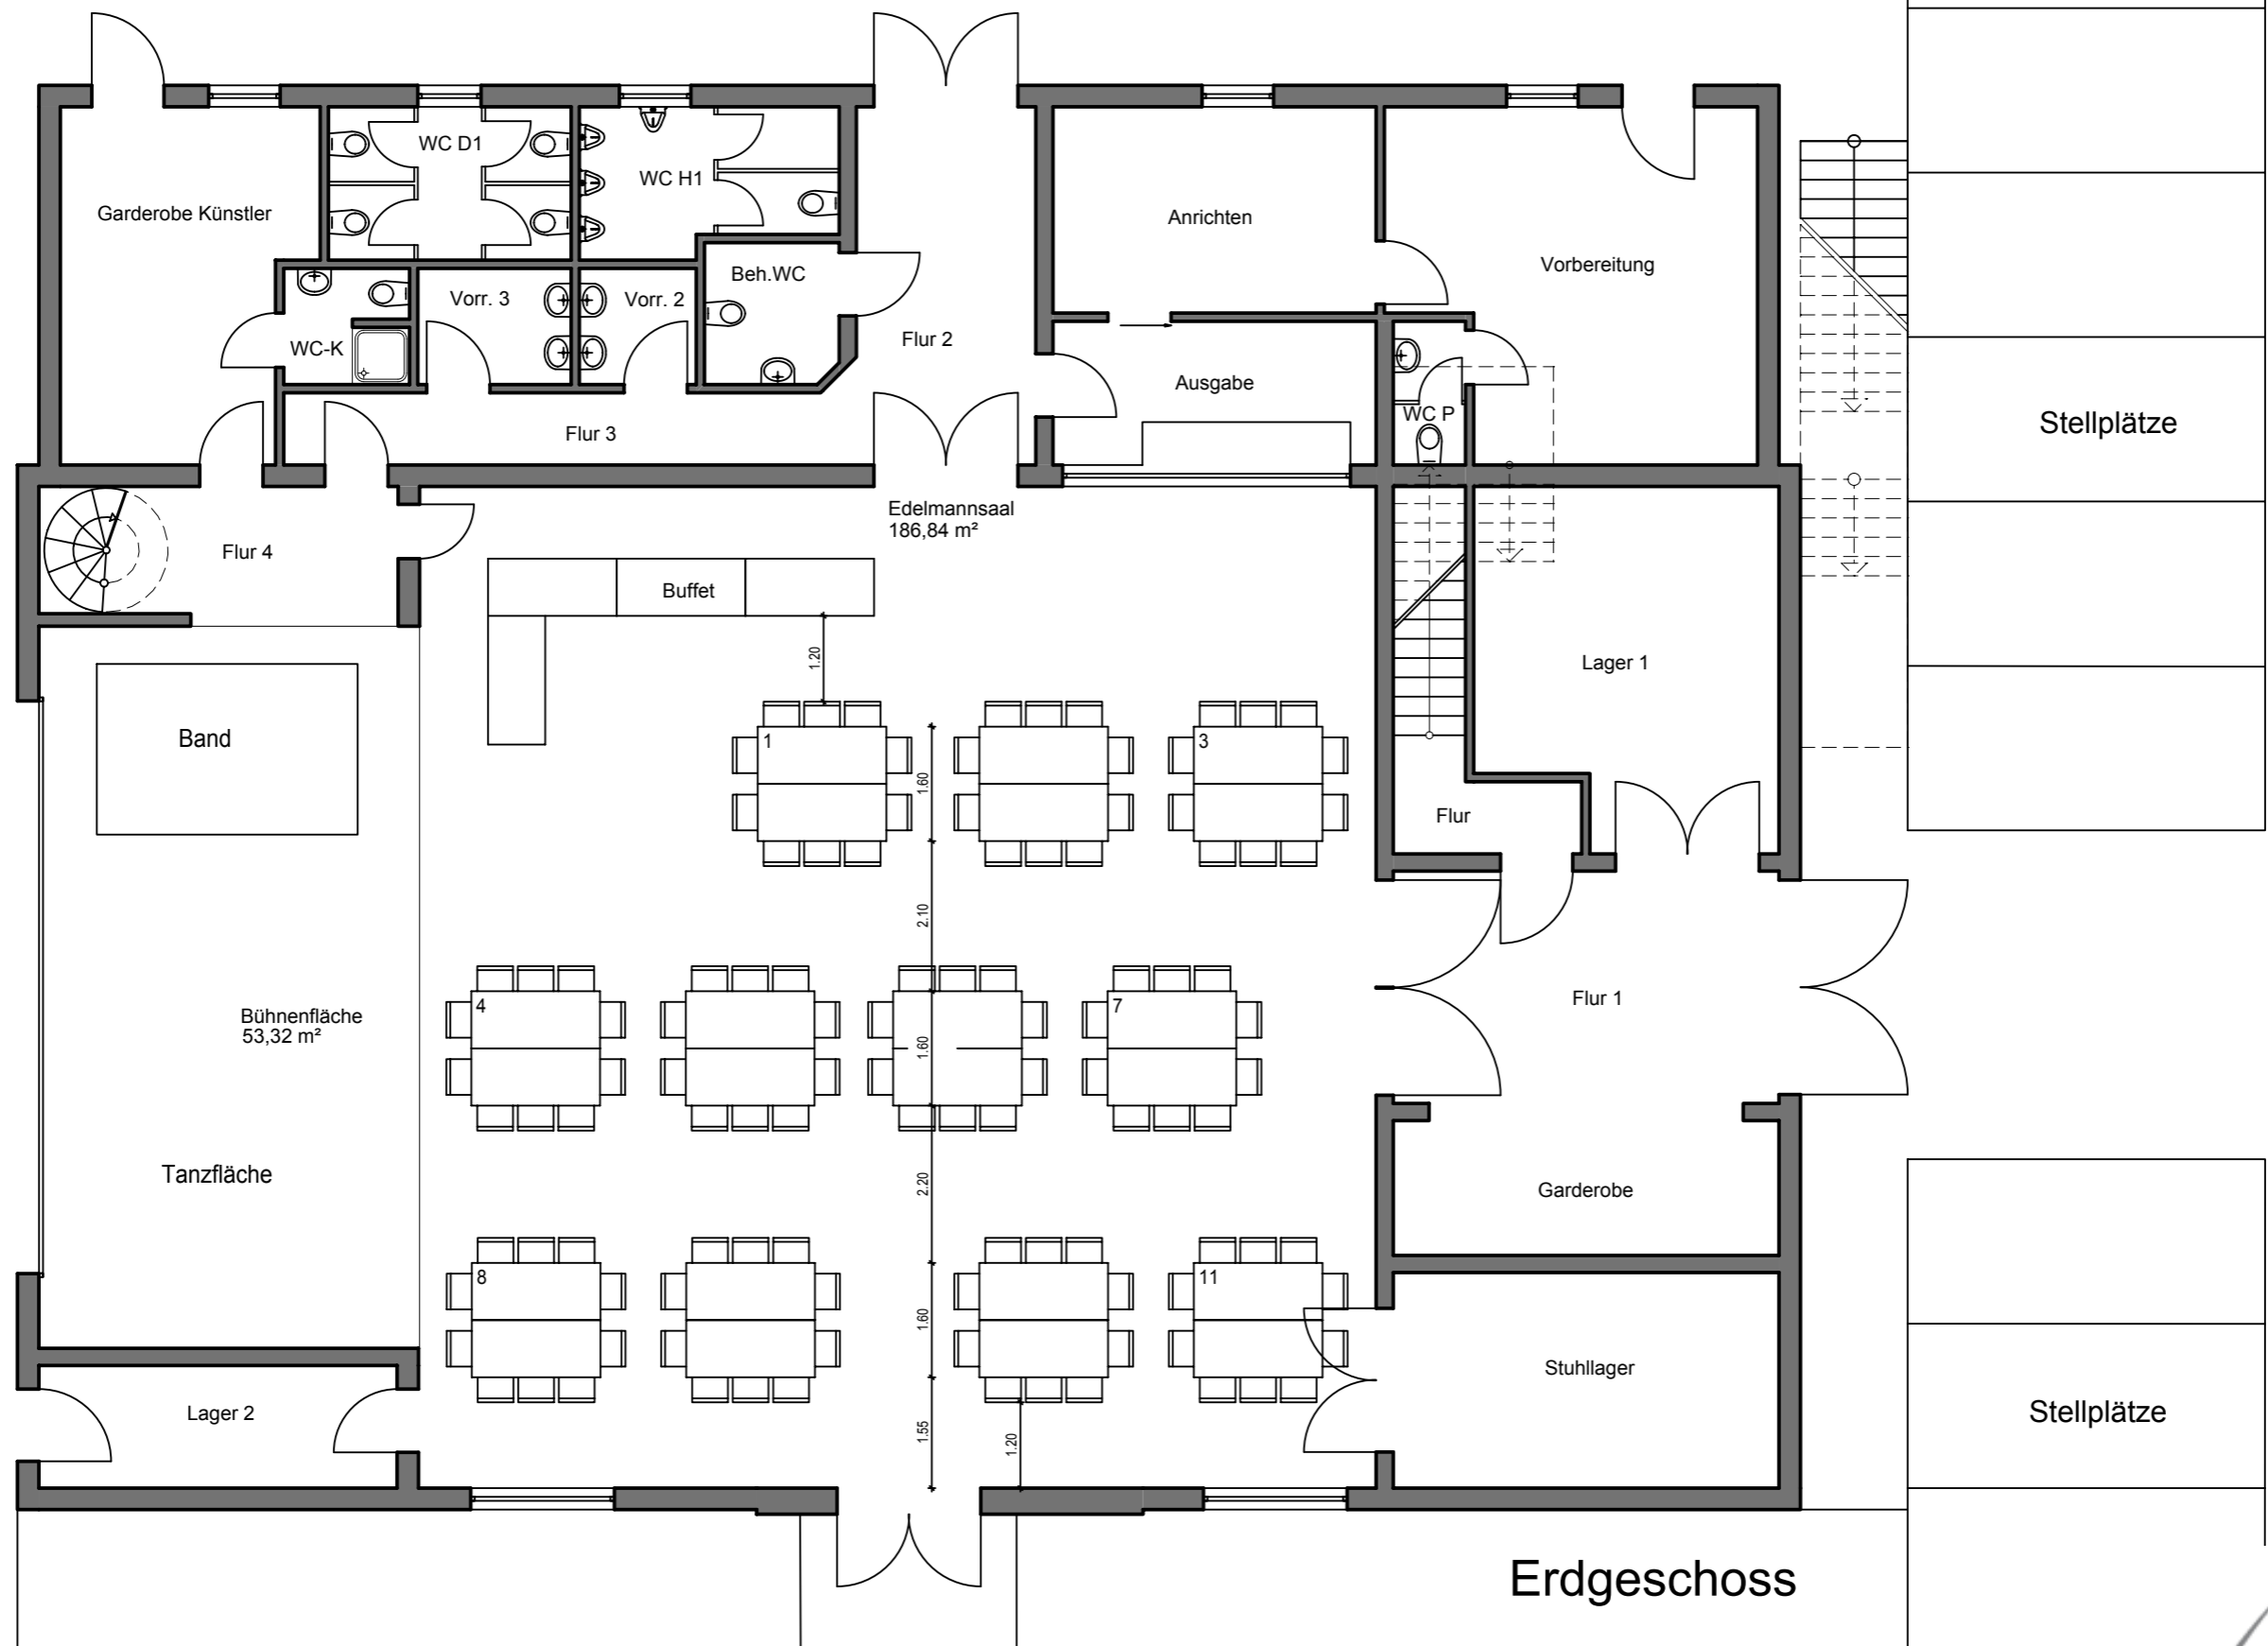 WC D1
WC H1
Garderobe Künstler
Anrichten
Vorbereitung
Beh.WC
Vorr. 3
Vorr. 2
WC-K
Flur 2
Ausgabe
WC P
Stellplätze
Flur 3
Edelmannsaal
186,84 m²
Flur 4
Buffet
1.20
Lager 1
Band
1
3
1.60
Flur
2.10
4
7
Flur 1
Bühnenfläche
53,32 m²
1.60
Tanzfläche
2.20
Garderobe
8
11
1.60
Stuhllager
Lager 2
1.55
1.20
Stellplätze
Erdgeschoss